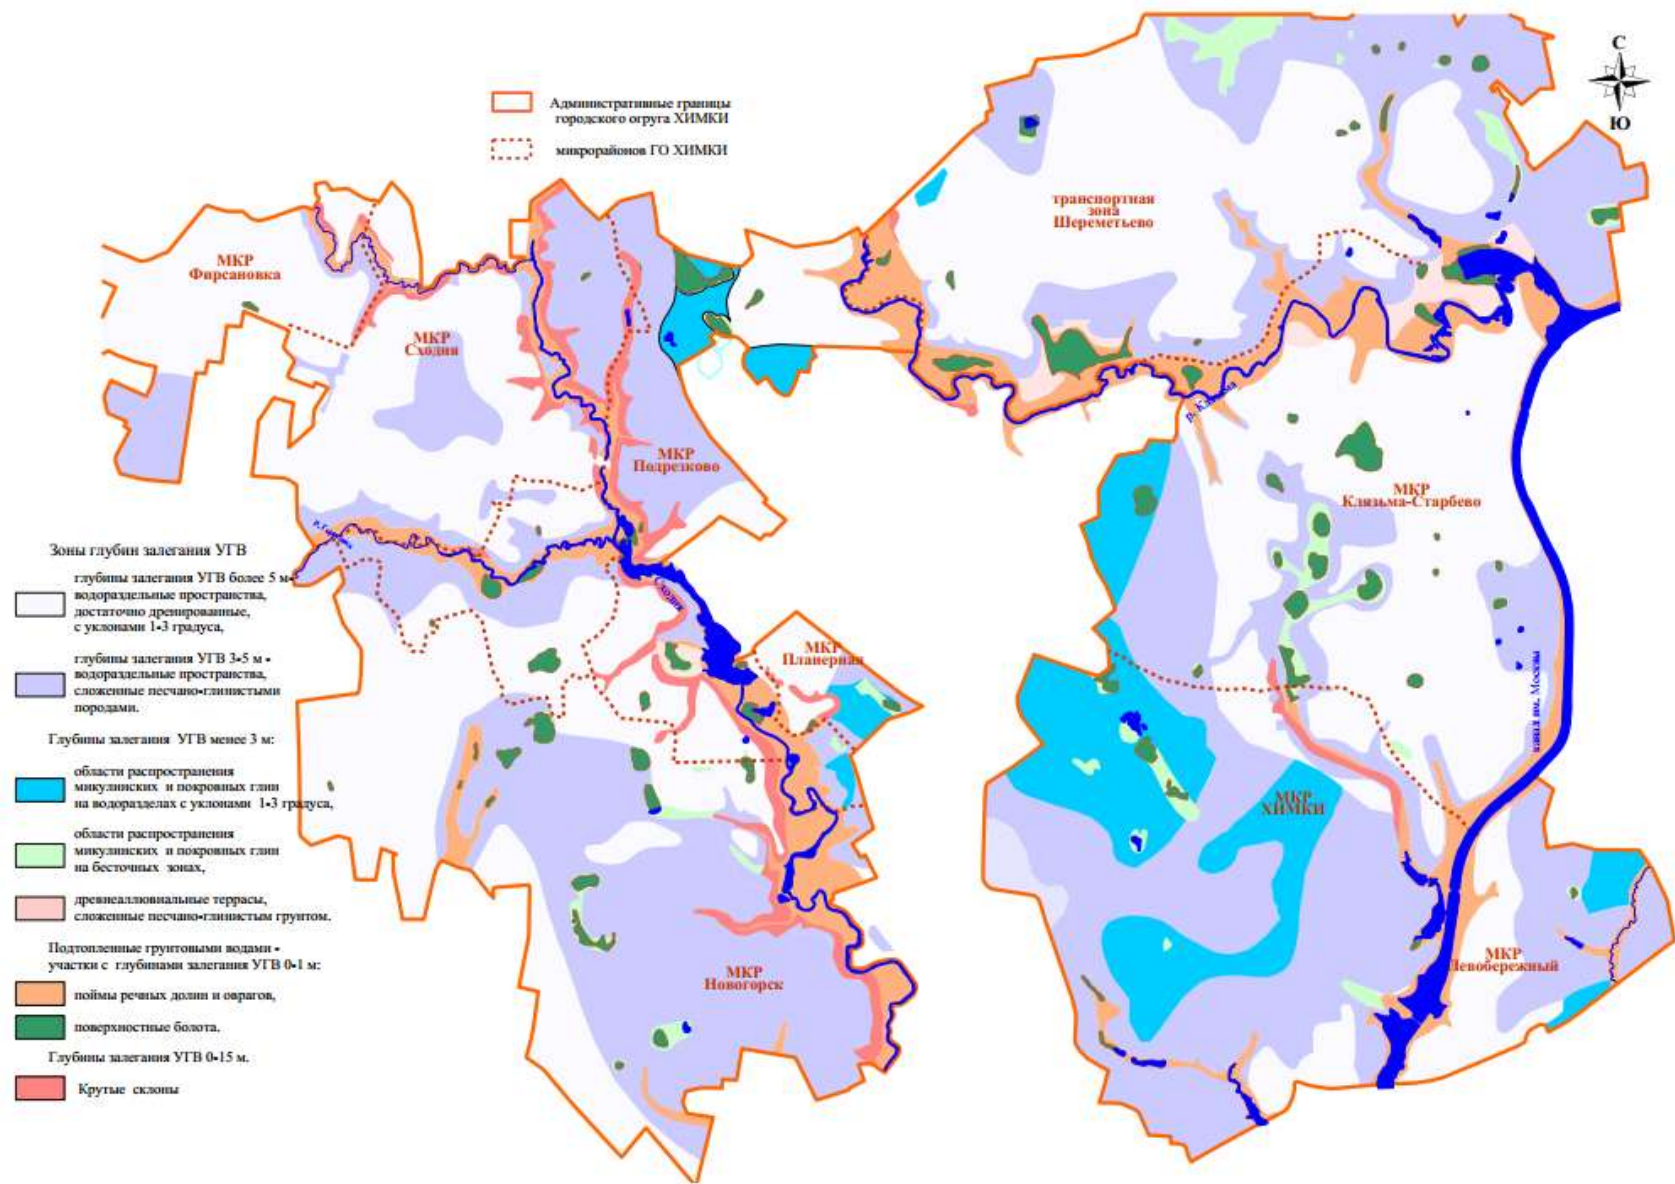 С
Ю
Административные границы
городского огруга ХИМКИ
микрорайонов ГО ХИМКИ
транспортная
зона
Шереметьево
МКР
Фирсановка
МКР
Сходня
р. Клязьма
МКР
Подрезково
МКР
Клязьма-Старбево
Сходня
МКР
Планерная
канал им. Москвы
МКР
ХИМКИ
МКР
Левобережный
МКР
Новогорск
Зоны глубин залегания УГВ
глубины залегания УГВ более 5 м-
водораздельные пространства,
достаточно дренированные,
с уклонами 1-3 градуса,
глубины залегания УГВ 3-5 м -
водораздельные пространства,
сложенные песчано-глинистыми
породами.
Глубины залегания УГВ менее 3 м:
области распространения
микулинских и покровных глин
на водоразделах с уклонами 1-3 градуса,
области распространения
микулинских и покровных глин
на бесточных зонах,
древнеаллювиальные террасы,
сложенные песчано-глинистым грунтом.
Подтопленные грунтовыми водами -
участки с глубинами залегания УГВ 0-1 м:
поймы речных долин и оврагов,
поверхностные болота.
Глубины залегания УГВ 0-15 м.
Крутые склоны